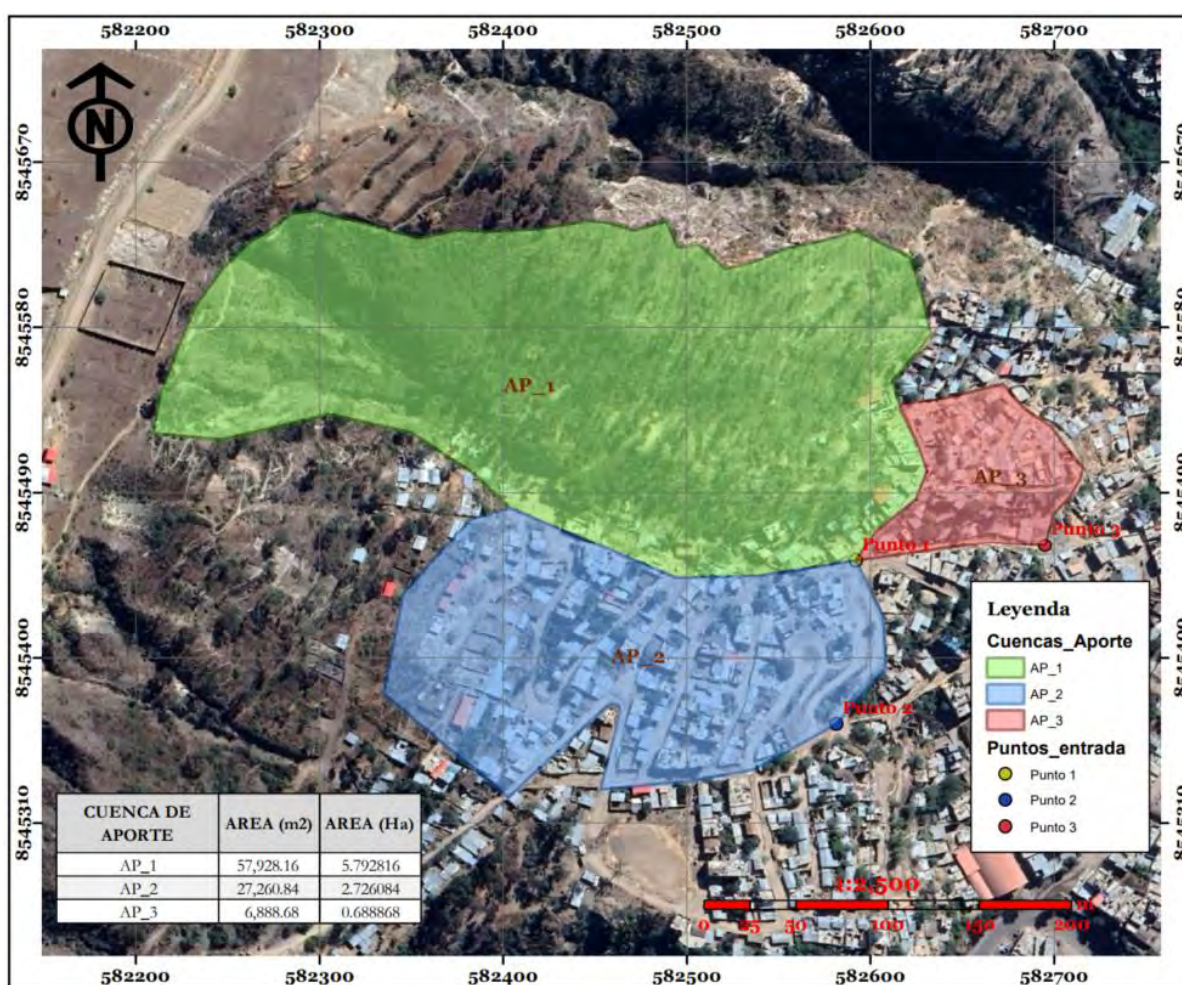 582200 582300 582400 582500 582600 582700
N
8545670 8545670
8545580 8545580
AP_1
8545490 8545490
AP_3
Punto 1
Punto 3
8545400 8545400
AP_2
Punto 2
8545310 8545310
Leyenda
Cuencas_Aporte
AP_1
AP_2
AP_3
Puntos_entrada
Punto 1
Punto 2
Punto 3
CUENCA DE APORTE AREA (m2) AREA (Ha)
AP_1 57,928.16 5.792816
AP_2 27,260.84 2.726084
AP_3 6,888.68 0.688868
1:2,500
m
0 25 50 100 150 200
582200 582300 582400 582500 582600 582700